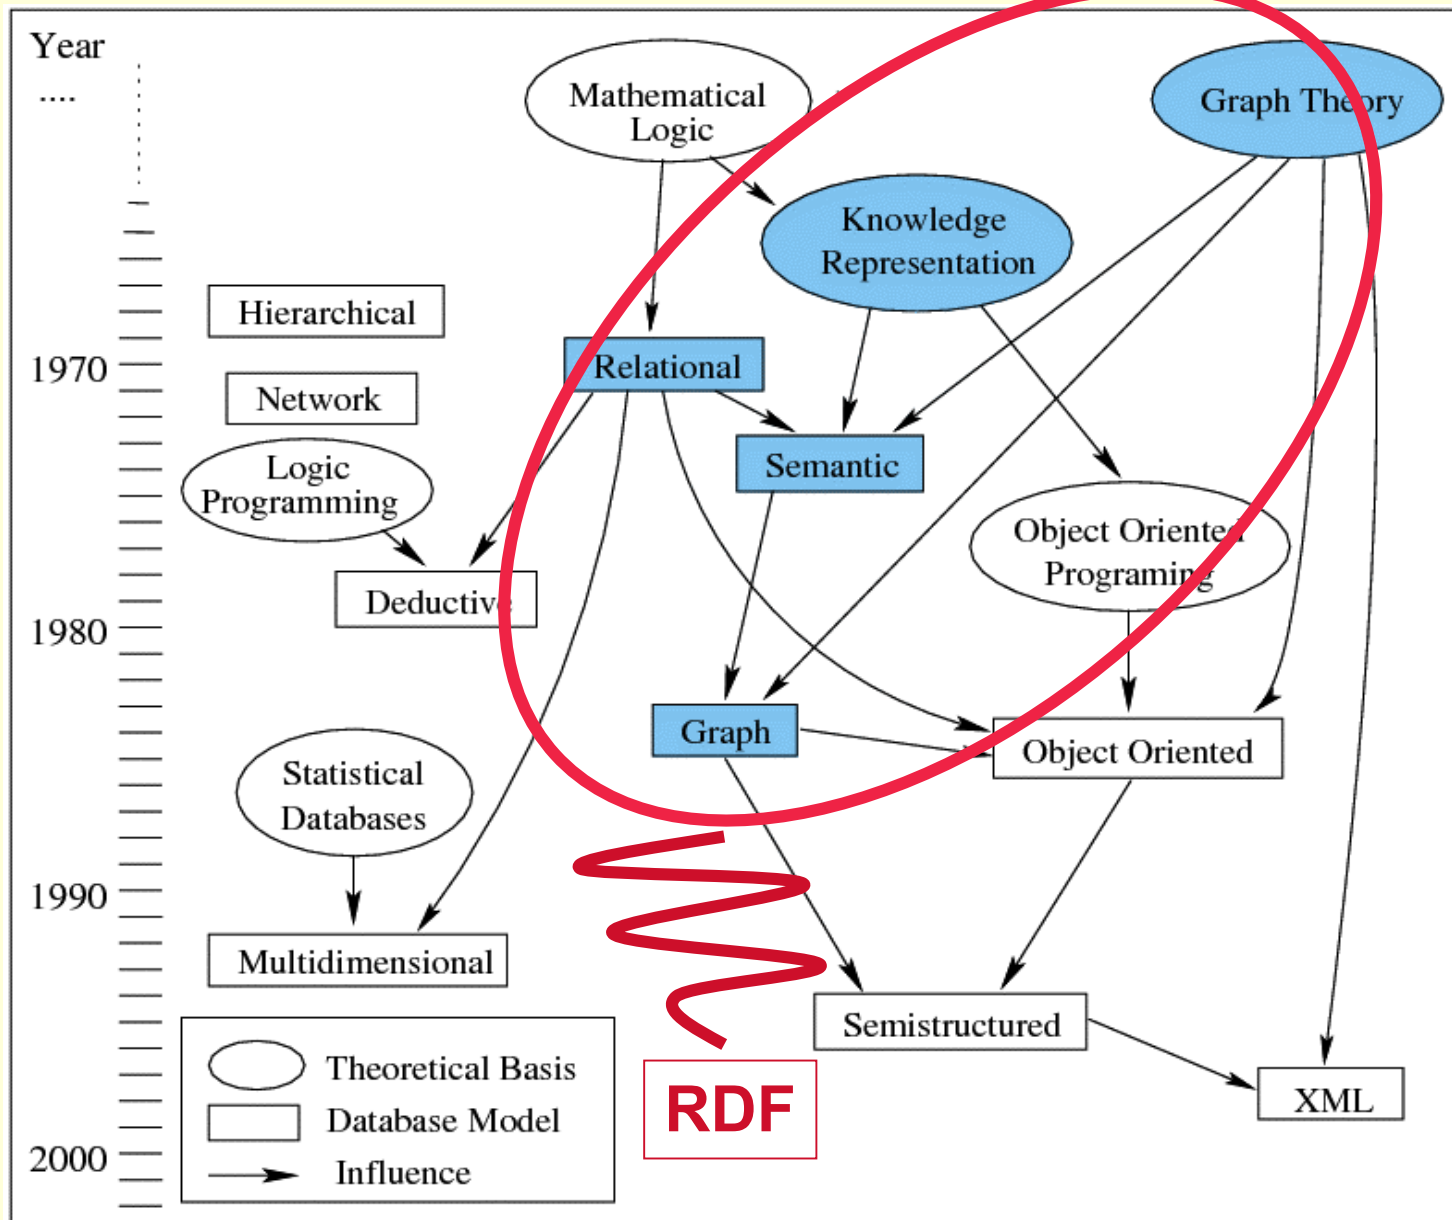 Year
....
Mathematical
Logic
Graph Theory
Knowledge
Representation
Hierarchical
1970
Relational
Network
Logic
Programming
Semantic
Object Oriented
Programing
Deductive
1980
Graph
Object Oriented
Statistical
Databases
1990
Multidimensional
Semistructured
Theoretical Basis
Database Model
Influence
RDF
XML
2000